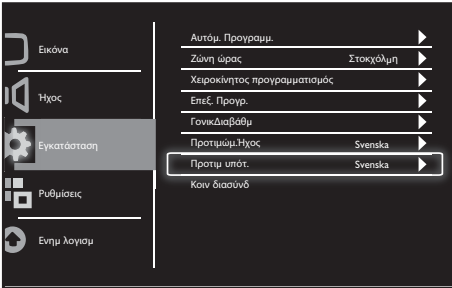 Εικόνα
Ήχος
Εγκατάσταση
Ρυθμίσεις
Ενημ λογισμ
Αυτόμ. Προγραμμ.
Ζώνη ώρας Στοκχόλμη
Χειροκίνητος προγραμματισμός
Επεξ. Προγρ.
ΓονικΔιαβάθμ
Προτιμώμ.Ήχος Svenska
Προτιμ υπότ. Svenska
Κοιν διασύνδ